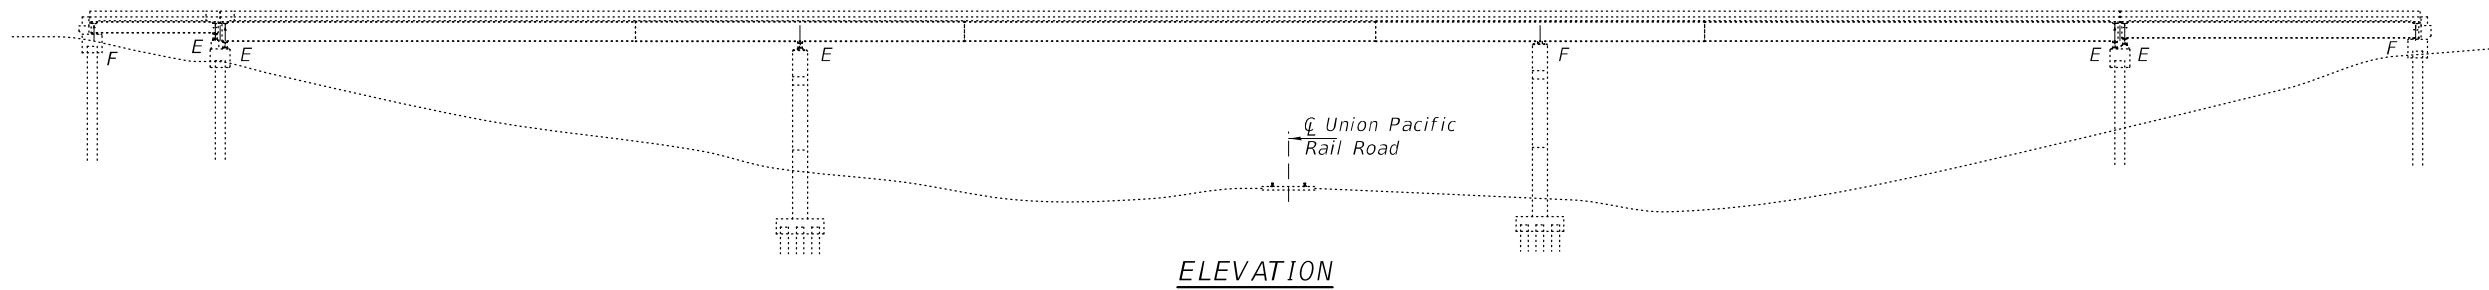 E E E F E E F
F
℄ Union Pacific
Rail Road
ELEVATION